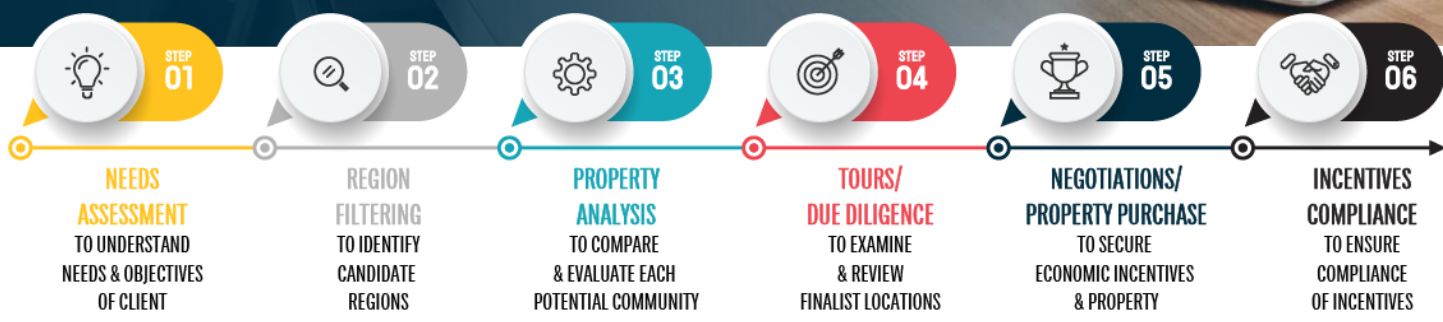 STEP
01
NEEDS
ASSESSMENT
TO UNDERSTAND
NEEDS & OBJECTIVES
OF CLIENT
STEP
02
REGION
FILTERING
TO IDENTIFY
CANDIDATE
REGIONS
STEP
03
PROPERTY
ANALYSIS
TO COMPARE
& EVALUATE EACH
POTENTIAL COMMUNITY
STEP
04
TOURS/
DUE DILIGENCE
TO EXAMINE
& REVIEW
FINALIST LOCATIONS
STEP
05
NEGOTIATIONS/
PROPERTY PURCHASE
TO SECURE
ECONOMIC INCENTIVES
& PROPERTY
STEP
06
INCENTIVES
COMPLIANCE
TO ENSURE
COMPLIANCE
OF INCENTIVES